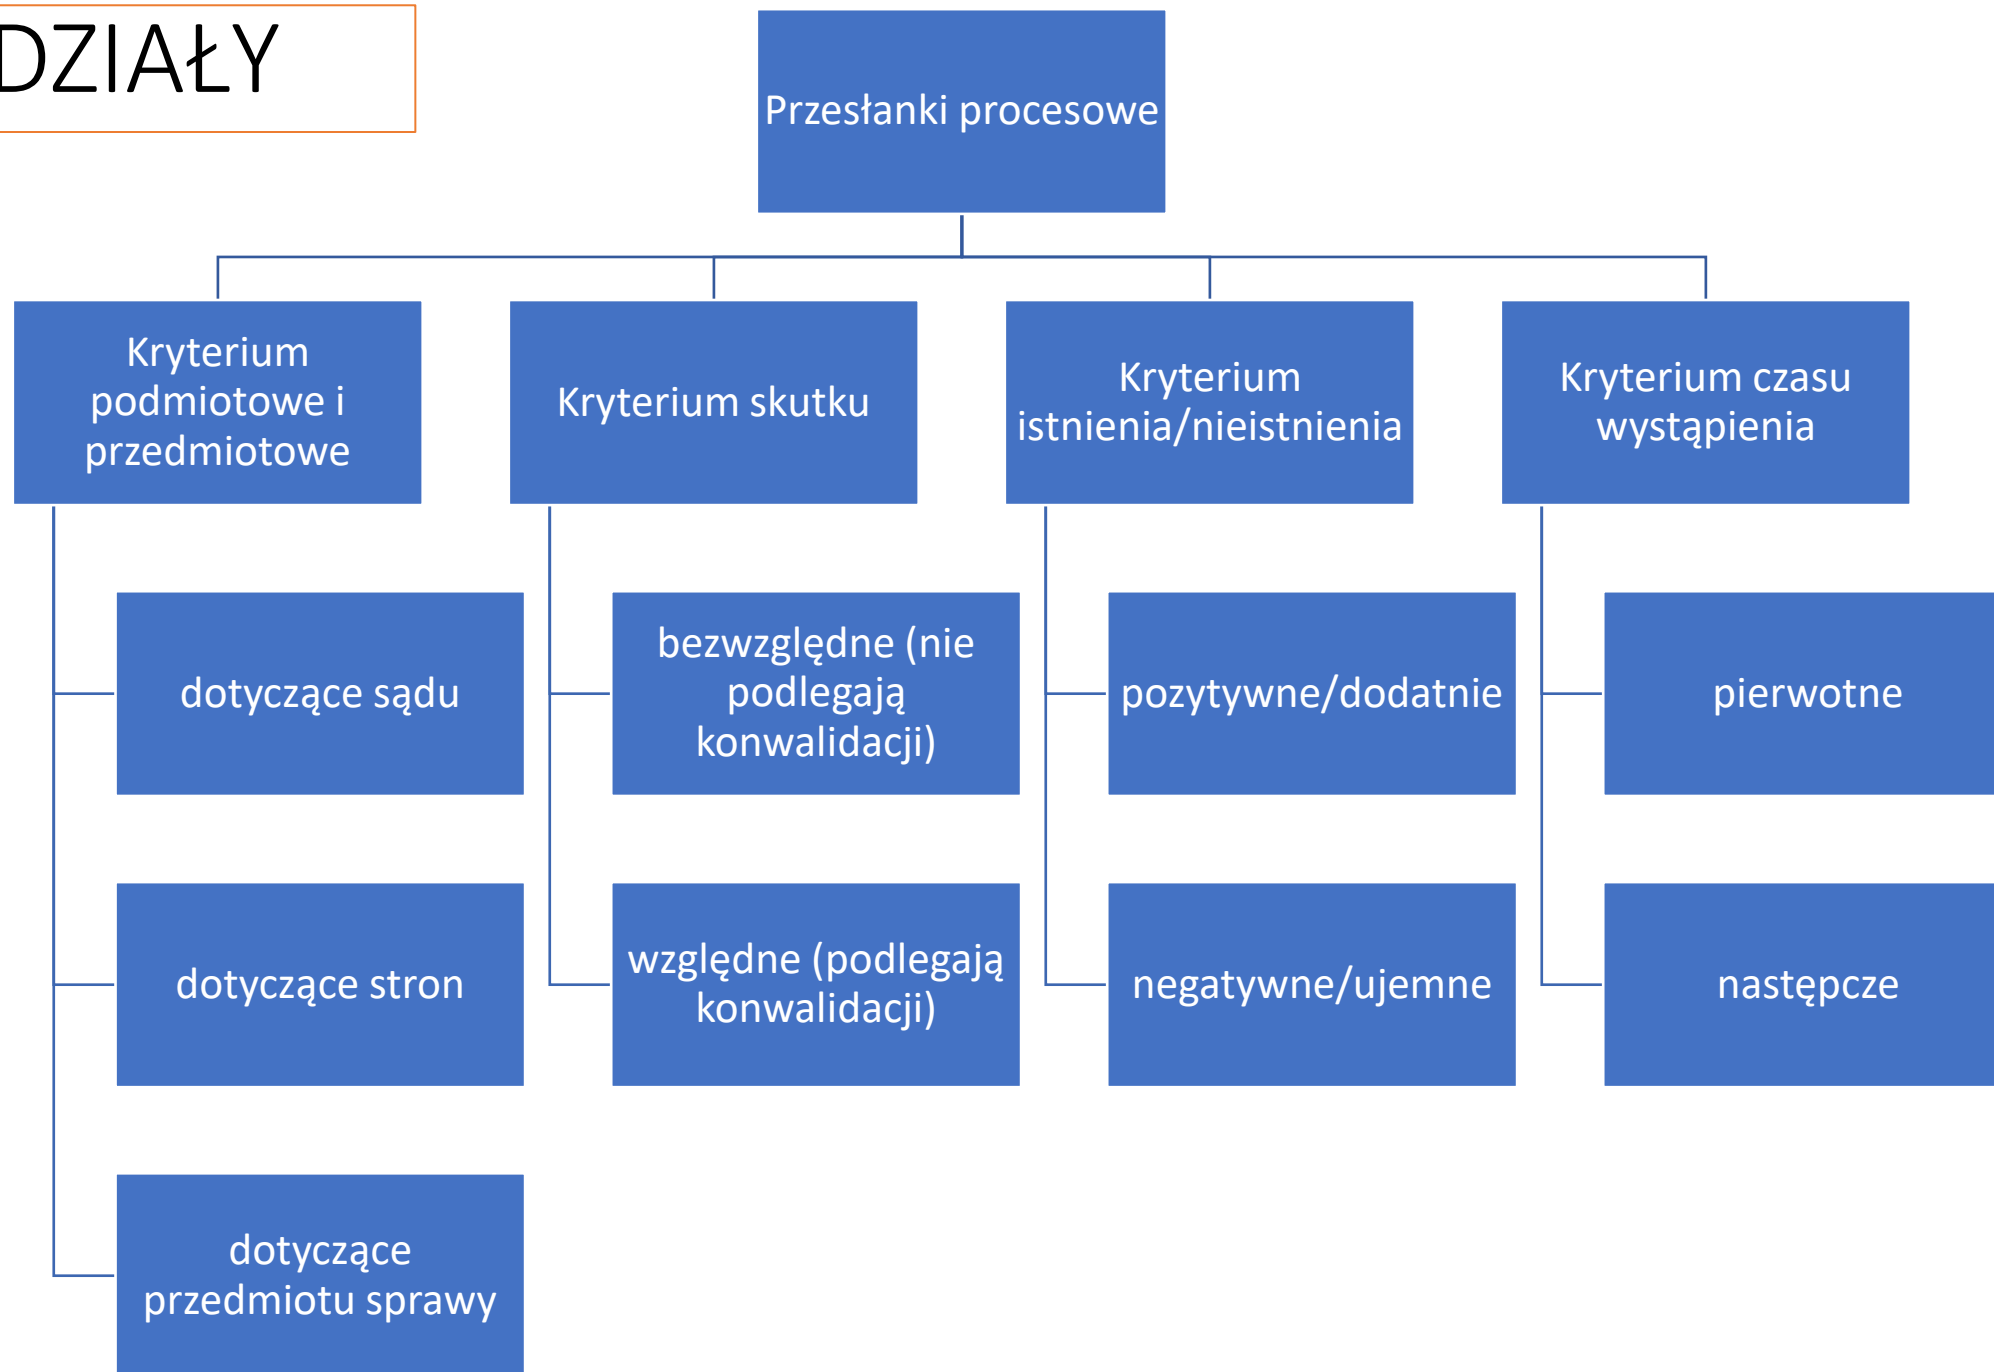 DZIAŁY
Przesłanki procesowe
Kryterium
podmiotowe i
przedmiotowe
dotyczące sądu
dotyczące stron
dotyczące
przedmiotu sprawy
Kryterium skutku
bezwzględne (nie
podlegają
konwalidacji)
względne (podlegają
konwalidacji)
Kryterium
istnienia/nieistnienia
pozytywne/dodatnie
negatywne/ujemne
Kryterium czasu
wystąpienia
pierwotne
następcze